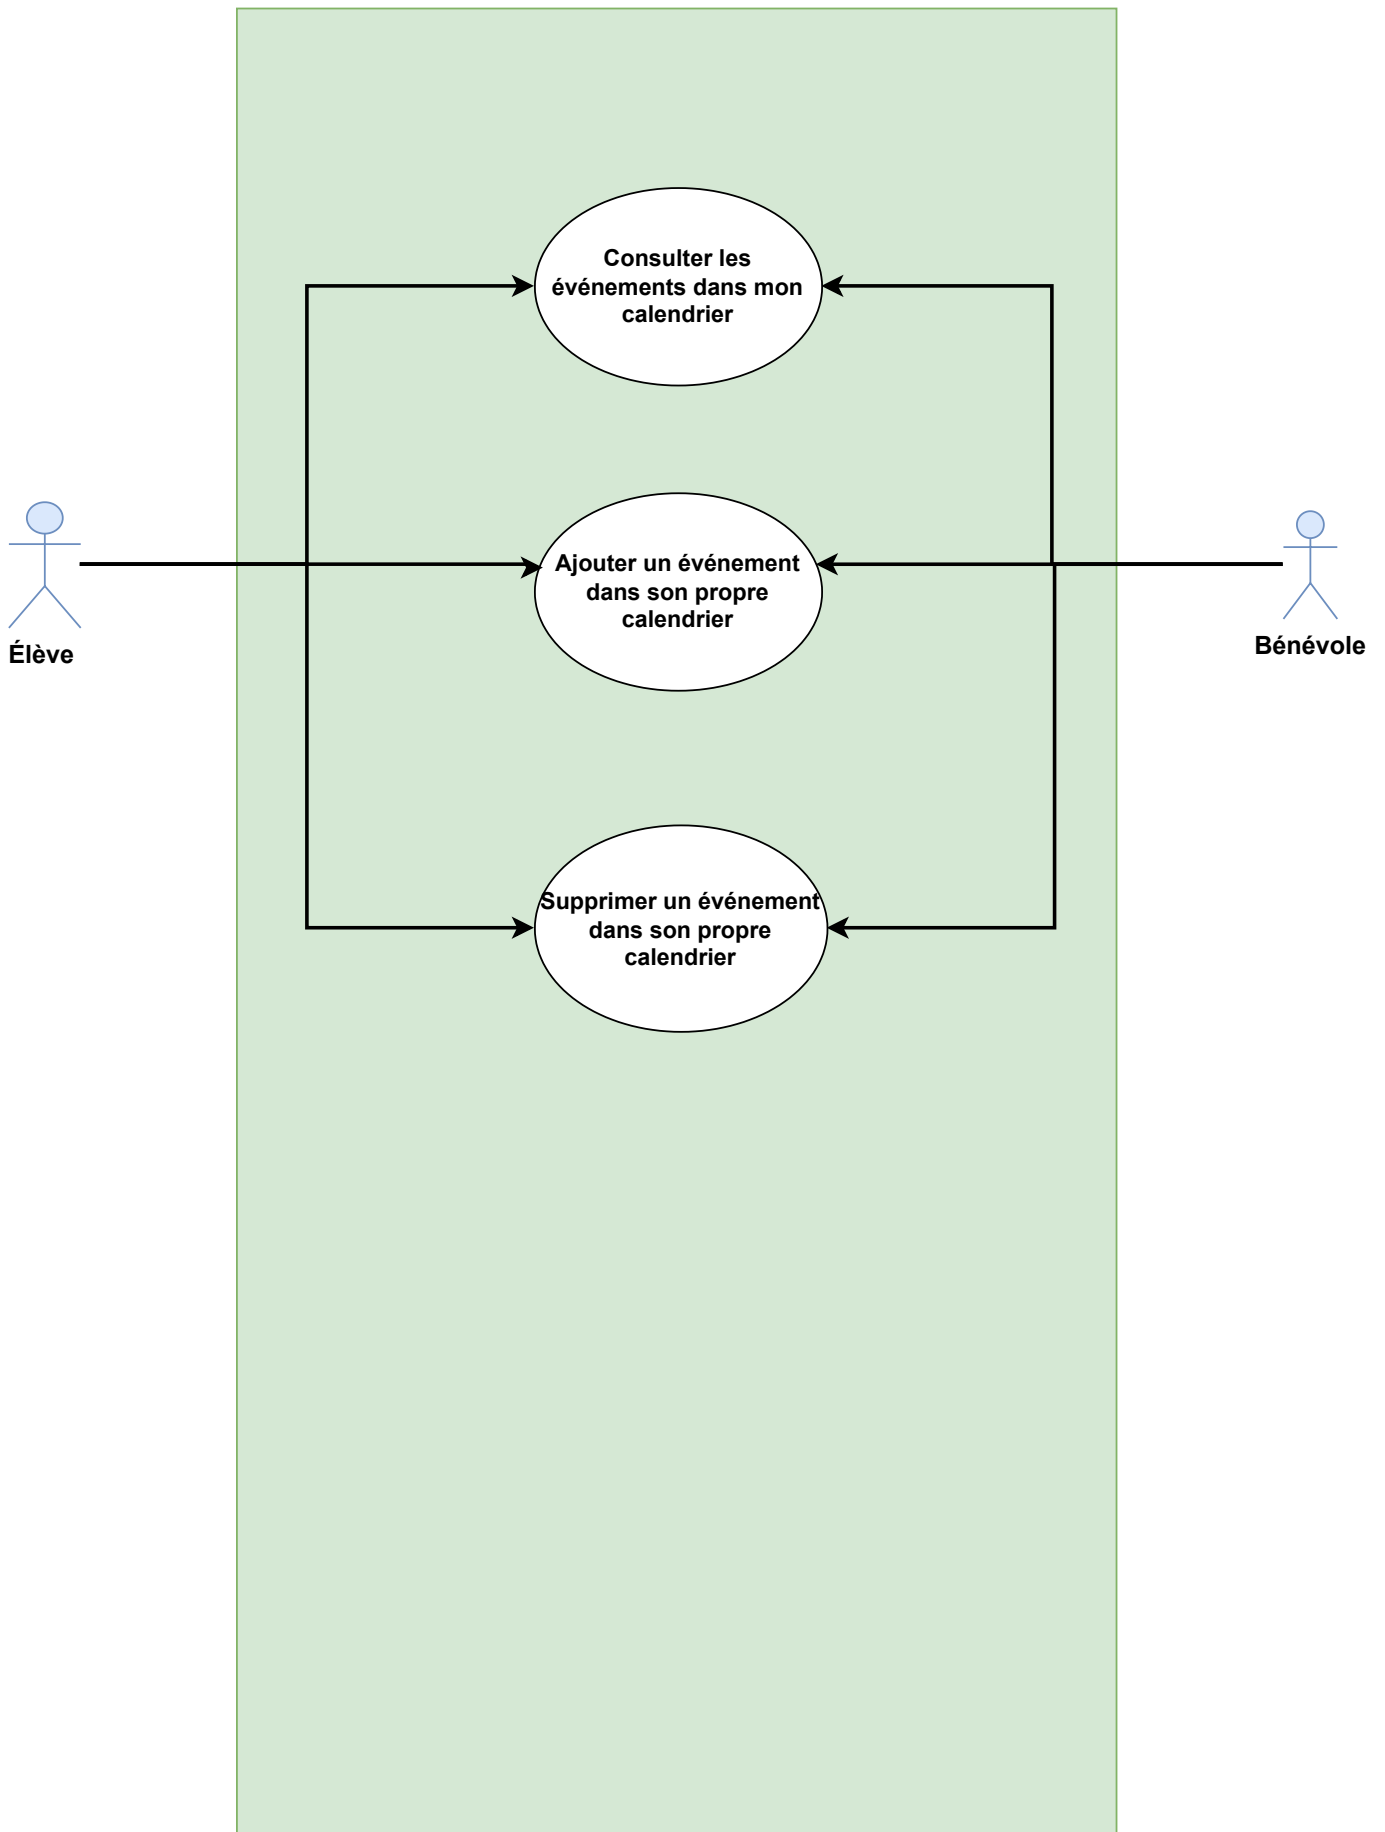 Consulter les
événements dans mon
calendrier
Ajouter un événement
dans son propre
calendrier
Élève
Bénévole
Supprimer un événement
dans son propre
calendrier